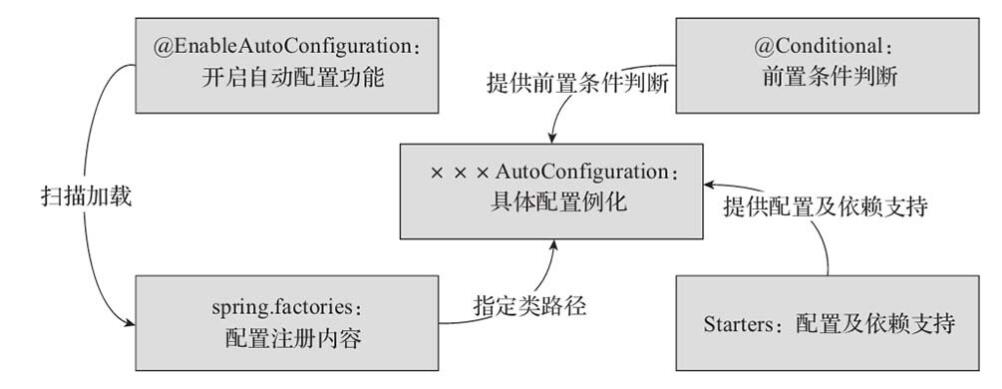 @EnableAutoConfiguration：
开启自动配置功能
@Conditional：
前置条件判断
提供前置条件判断
×××AutoConfiguration：
具体配置例化
扫描加载
提供配置及依赖支持
spring.factories：
配置注册内容
指定类路径
Starters：配置及依赖支持